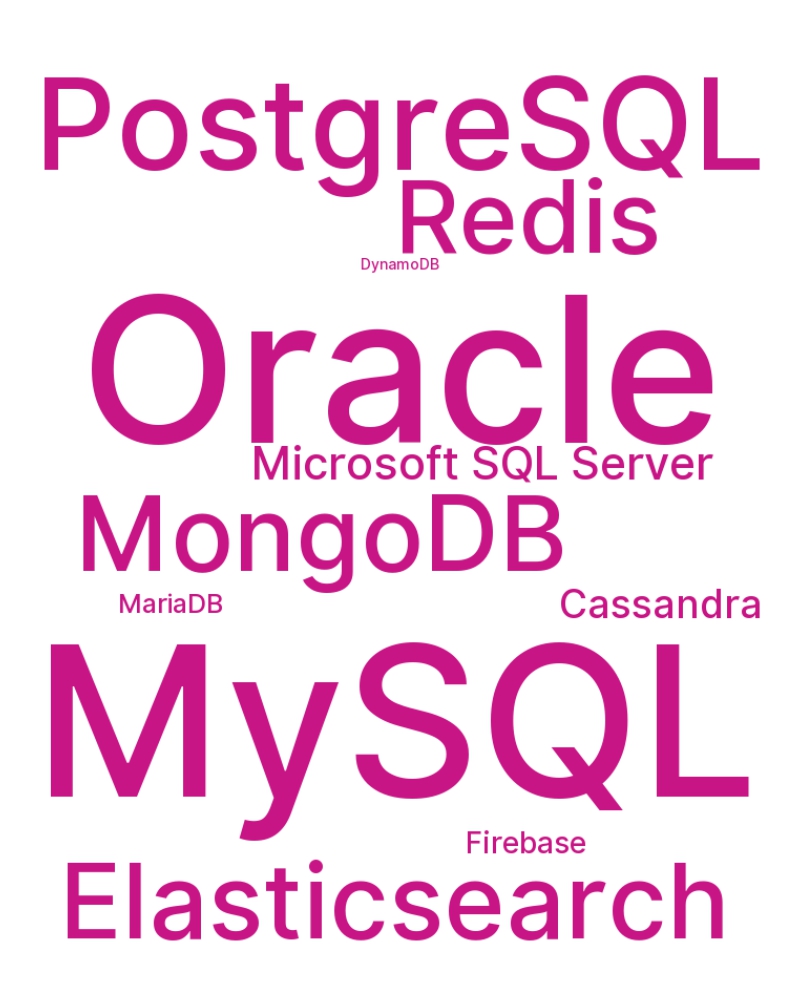 PostgreSQL
Redis
DynamoDB
Oracle
Microsoft SQL Server
MongoDB
MariaDB
Cassandra
MySQL
Firebase
Elasticsearch